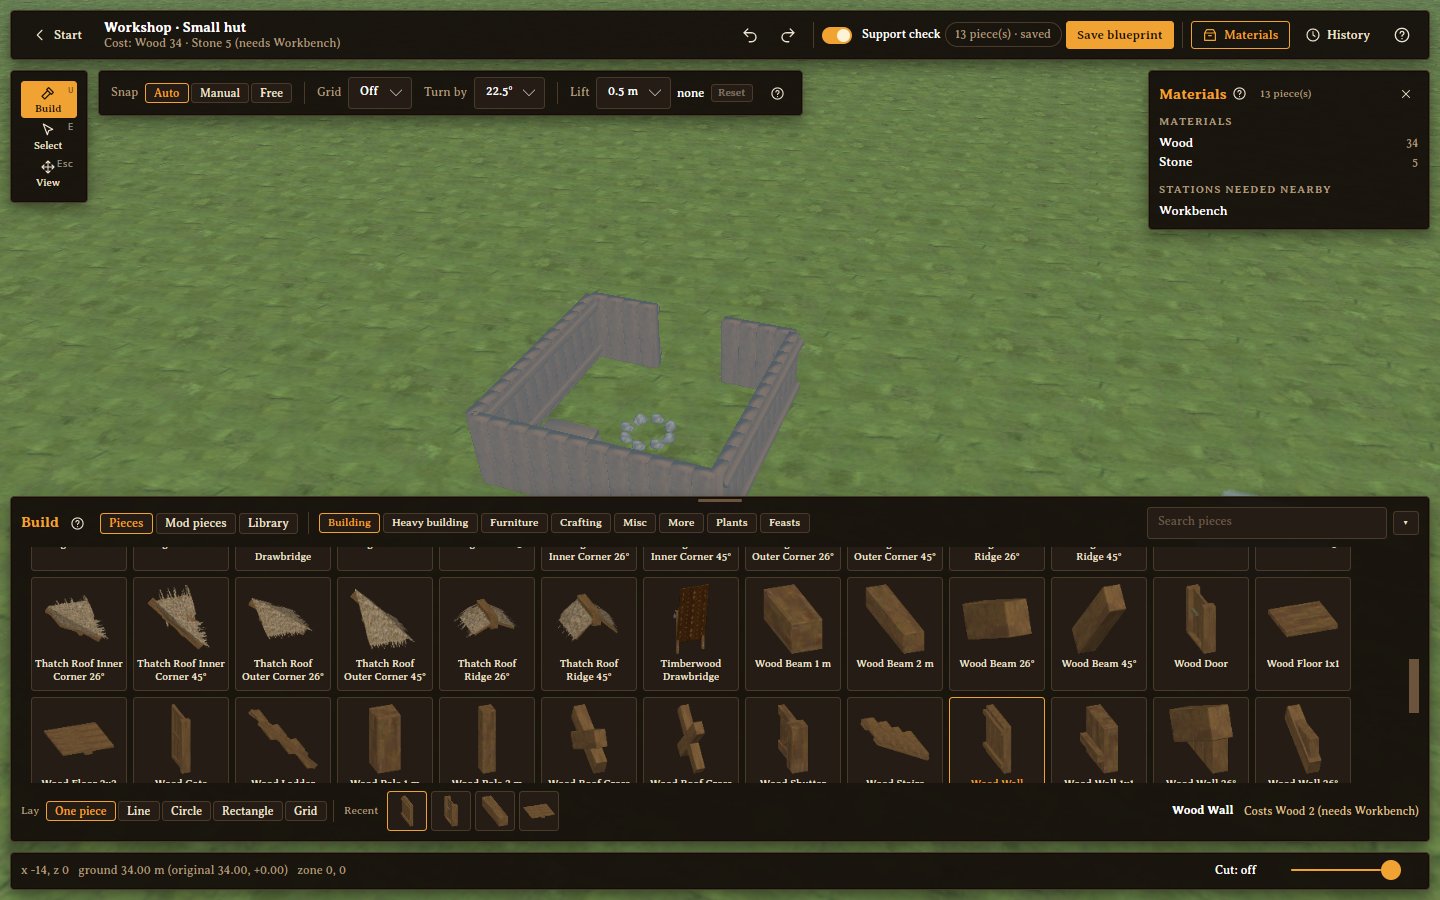 Start
Workshop · Small hut
Cost: Wood 34 · Stone 5 (needs Workbench)
Support check
13 piece(s) · saved
Save blueprint
Materials
History
Build U
Select E
View Esc
Snap Auto Manual Free
Grid Off
Turn by 22.5°
Lift 0.5 m none Reset
Materials 13 piece(s)
MATERIALS
Wood 34
Stone 5
STATIONS NEEDED NEARBY
Workbench
Build Pieces Mod pieces Library Building Heavy building Furniture Crafting Misc More Plants Feasts
Search pieces
Drawbridge
Inner Corner 26°
Inner Corner 45°
Outer Corner 26°
Outer Corner 45°
Ridge 26°
Ridge 45°
Thatch Roof Inner Corner 26°
Thatch Roof Inner Corner 45°
Thatch Roof Outer Corner 26°
Thatch Roof Outer Corner 45°
Thatch Roof Ridge 26°
Thatch Roof Ridge 45°
Timberwood Drawbridge
Wood Beam 1 m
Wood Beam 2 m
Wood Beam 26°
Wood Beam 45°
Wood Door
Wood Floor 1x1
Lay One piece Line Circle Rectangle Grid Recent
Wood Wall Costs Wood 2 (needs Workbench)
x -14, z 0 ground 34.00 m (original 34.00, +0.00) zone 0, 0
Cut: off